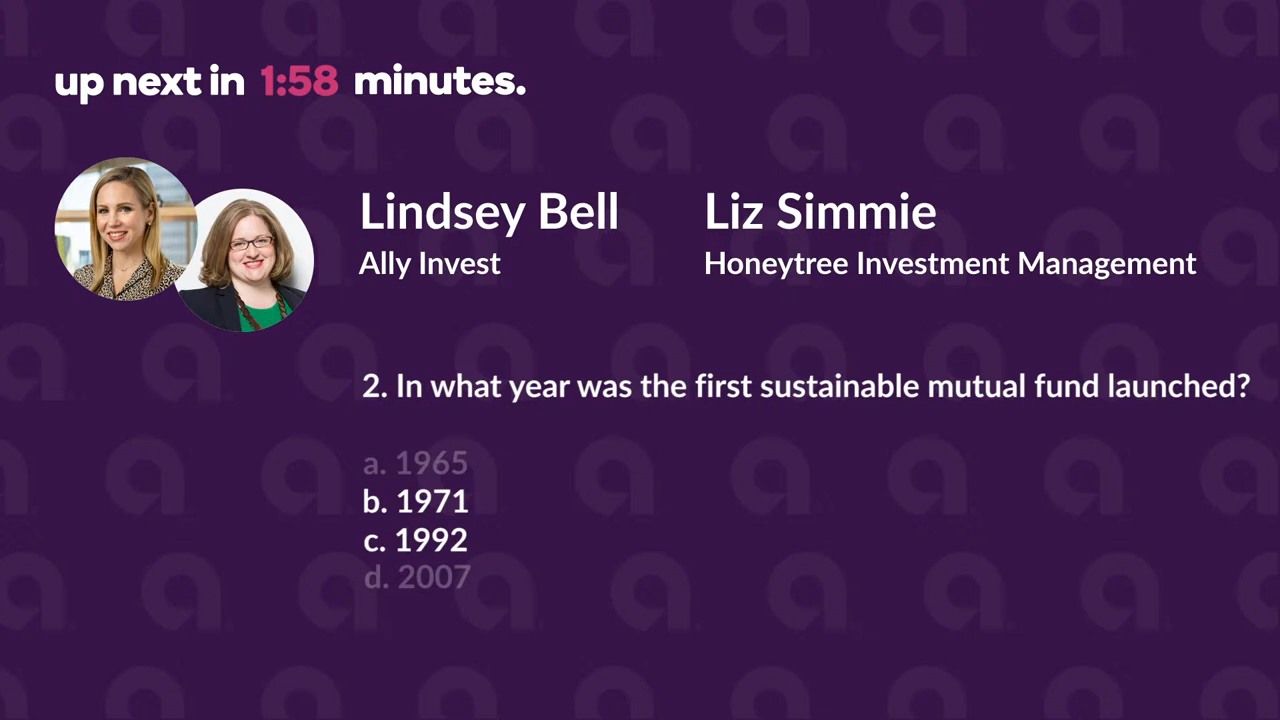 up next in 1:58 minutes.
Lindsey Bell
Ally Invest
Liz Simmie
Honeytree Investment Management
2. In what year was the first sustainable mutual fund launched?
a. 1965
b. 1971
c. 1992
d. 2007